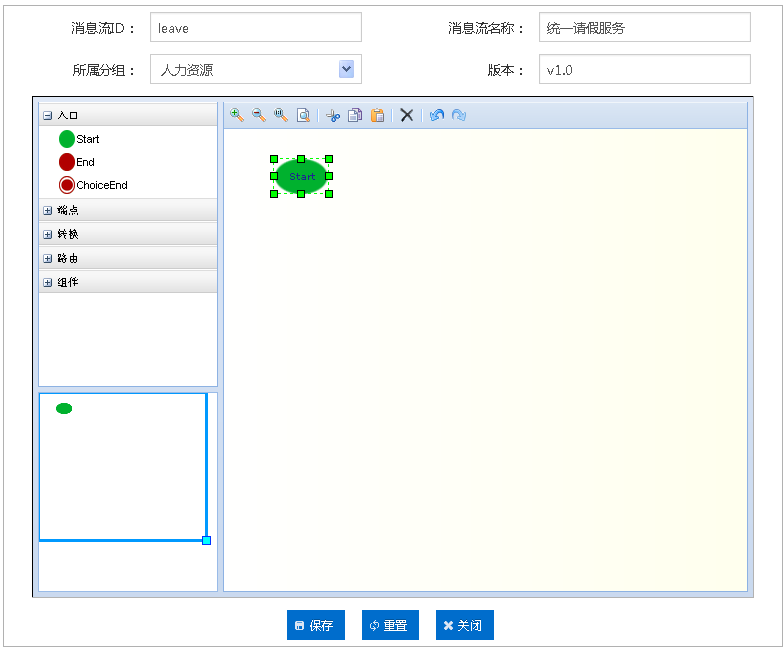 消息流ID： leave 消息流名称： 统一请假服务
所属分组： 人力资源 版本： v1.0
入口
Start
End
ChoiceEnd
端点
转换
路由
组件
Start
保存 重置 关闭